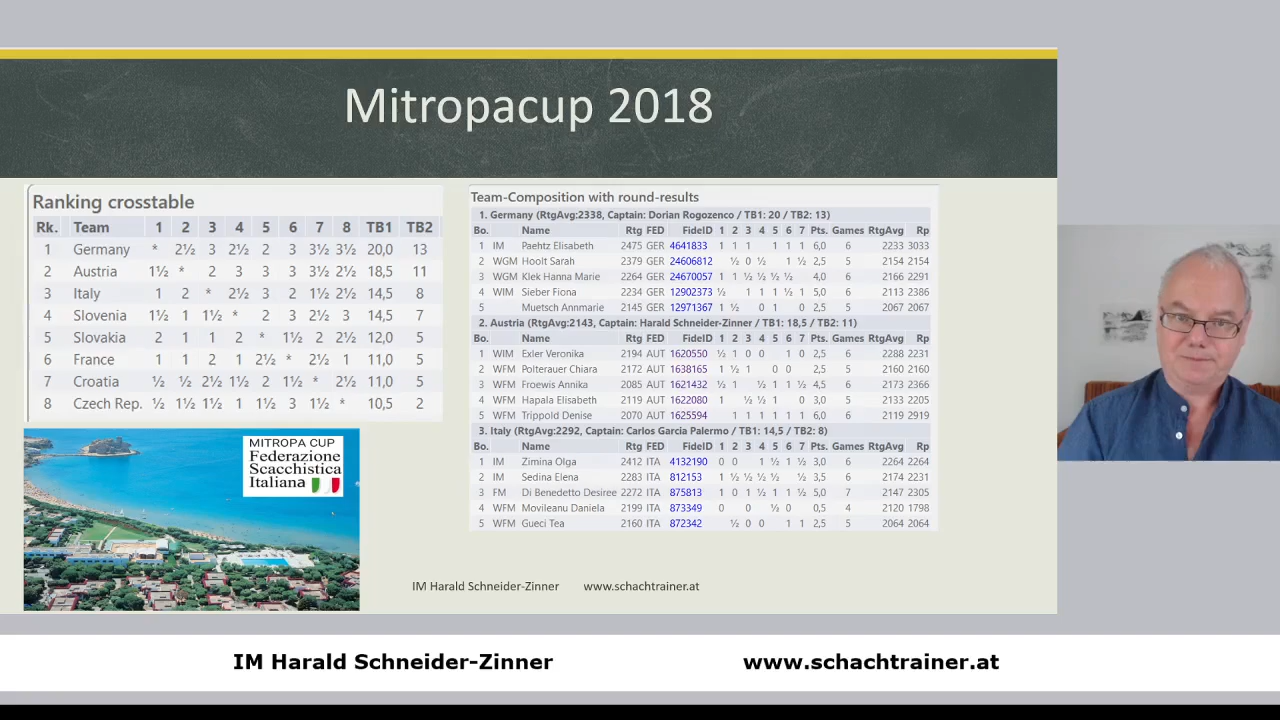 Mitropacup 2018
Ranking crosstable
Rk. Team 1 2 3 4 5 6 7 8 TB1 TB2
1 Germany * 2½ 3 2½ 2 3 3½ 3½ 20,0 13
2 Austria 1½ * 2 3 3 3 3½ 2½ 18,5 11
3 Italy 1 2 * 2½ 3 2 1½ 2½ 14,5 8
4 Slovenia 1½ 1 1½ * 2 3 2½ 3 14,5 7
5 Slovakia 2 1 1 2 * 1½ 2 2½ 12,0 5
6 France 1 1 2 1 2½ * 2½ 1 11,0 5
7 Croatia ½ ½ 2½ 1½ 2 1½ * 2½ 11,0 5
8 Czech Rep. ½ 1½ 1½ 1 1½ 3 1½ * 10,5 2
MITROPA CUP
Federazione
Scacchistica
Italiana
Team-Composition with round-results
1. Germany (RtgAvg:2338, Captain: Dorian Rogozenco / TB1: 20 / TB2: 13)
Bo. Name Rtg FED FideID 1 2 3 4 5 6 7 Pts. Games RtgAvg Rp
1 IM Paehtz Elisabeth 2475 GER 4641833 1 1 1 1 1 1 6,0 6 2233 3033
2 WGM Hoolt Sarah 2379 GER 24606812 ½ 0 ½ ½ 1 2,5 5 2154 2154
3 WGM Klek Hanna Marie 2264 GER 24670057 1 1 ½ ½ ½ ½ 4,0 6 2166 2291
4 WIM Sieber Fiona 2234 GER 12902373 ½ 1 1 1 ½ 1 5,0 6 2113 2386
5 Muetsch Annmarie 2145 GER 12971367 1 ½ 0 1 0 2,5 5 2067 2067
2. Austria (RtgAvg:2143, Captain: Harald Schneider-Zinner / TB1: 18,5 / TB2: 11)
Bo. Name Rtg FED FideID 1 2 3 4 5 6 7 Pts. Games RtgAvg Rp
1 WIM Exler Veronika 2194 AUT 1620550 ½ 1 0 0 1 0 2,5 6 2288 2231
2 WFM Polterauer Chiara 2172 AUT 1638165 1 ½ 1 0 0 2,5 5 2160 2160
3 WFM Froewis Annika 2085 AUT 1621432 ½ 1 ½ 1 1 ½ 4,5 6 2173 2366
4 WFM Hapala Elisabeth 2119 AUT 1622080 1 ½ ½ 1 0 3,0 6 2133 2205
5 WFM Trippold Denise 2070 AUT 1625594 1 1 1 1 1 1 6,0 6 2119 2919
3. Italy (RtgAvg:2292, Captain: Carlos Garcia Palermo / TB1: 14,5 / TB2: 8)
Bo. Name Rtg FED FideID 1 2 3 4 5 6 7 Pts. Games RtgAvg Rp
1 IM Zimina Olga 2412 ITA 4132190 0 0 1 ½ 1 ½ 3,0 6 2264 2264
2 IM Sedina Elena 2283 ITA 812153 1 ½ ½ ½ ½ ½ 3,5 6 2174 2231
3 FM Di Benedetto Desiree 2272 ITA 875813 1 0 1 ½ 1 ½ 1 5,0 7 2147 2303
4 WFM Movileanu Daniela 2199 ITA 873349 0 0 ½ 0 0,5 4 2120 1798
5 WFM Gueci Tea 2160 ITA 872342 ½ 0 0 1 1 2,5 5 2064 2064
IM Harald Schneider-Zinner www.schachtrainer.at
IM Harald Schneider-Zinner www.schachtrainer.at